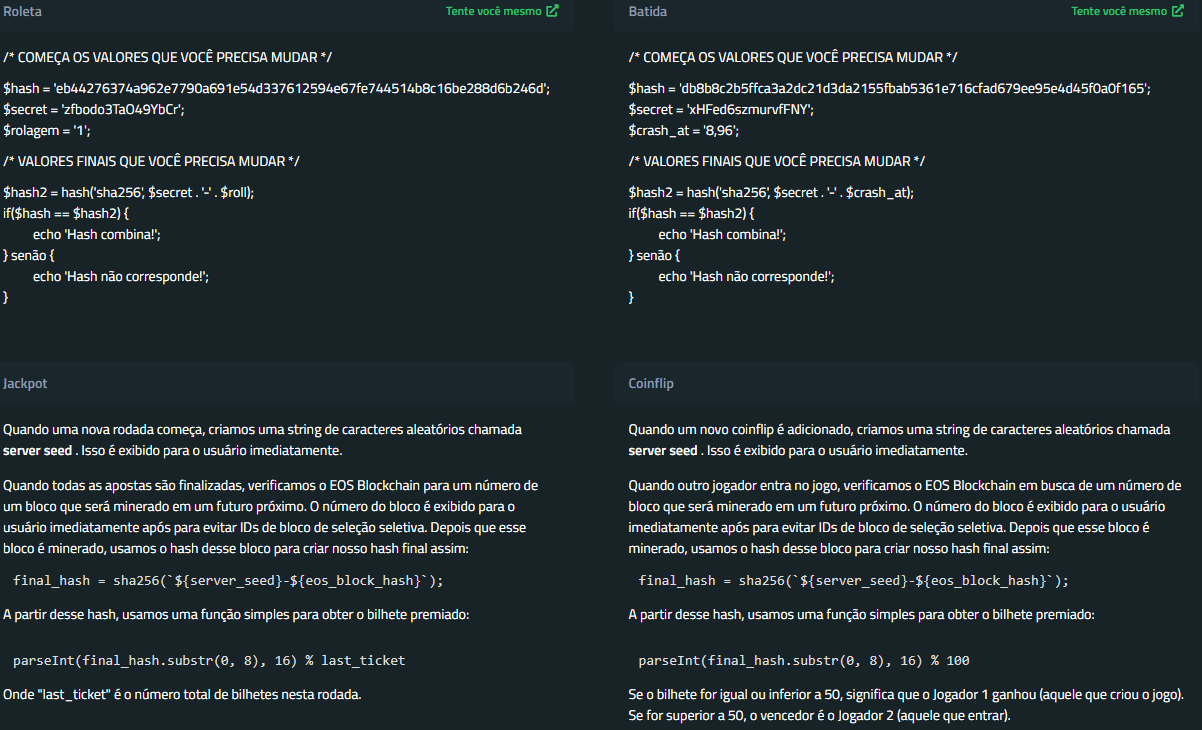 Roleta
Tente você mesmo
/* COMEÇA OS VALORES QUE VOCÊ PRECISA MUDAR */
$hash = 'eb44276374a962e7790a691e54d337612594e67fe744514b8c16be288d6b246d';
$secret = 'zfbodo3TaO49YbCr';
$rolagem = '1';
/* VALORES FINAIS QUE VOCÊ PRECISA MUDAR */
$hash2 = hash('sha256', $secret . '-' . $roll);
if($hash == $hash2) {
echo 'Hash combina!';
} senão {
echo 'Hash não corresponde!';
}
Batida
Tente você mesmo
/* COMEÇA OS VALORES QUE VOCÊ PRECISA MUDAR */
$hash = 'db8b8c2b5ffca3a2dc21d3da2155fbab5361e716cfad679ee95e4d45f0a0f165';
$secret = 'xHFed6szmurvfFNY';
$crash_at = '8,96';
/* VALORES FINAIS QUE VOCÊ PRECISA MUDAR */
$hash2 = hash('sha256', $secret . '-' . $crash_at);
if($hash == $hash2) {
echo 'Hash combina!';
} senão {
echo 'Hash não corresponde!';
}
Jackpot
Quando uma nova rodada começa, criamos uma string de caracteres aleatórios chamada
server seed . Isso é exibido para o usuário imediatamente.
Quando todas as apostas são finalizadas, verificamos o EOS Blockchain para um número de
um bloco que será minerado em um futuro próximo. O número do bloco é exibido para o
usuário imediatamente após para evitar IDs de bloco de seleção seletiva. Depois que esse
bloco é minerado, usamos o hash desse bloco para criar nosso hash final assim:
final_hash = sha256(`${server_seed}-${eos_block_hash}`);
A partir desse hash, usamos uma função simples para obter o bilhete premiado:
parseInt(final_hash.substr(0, 8), 16) % last_ticket
Onde "last_ticket" é o número total de bilhetes nesta rodada.
Coinflip
Quando um novo coinflip é adicionado, criamos uma string de caracteres aleatórios chamada
server seed . Isso é exibido para o usuário imediatamente.
Quando outro jogador entra no jogo, verificamos o EOS Blockchain em busca de um número de
um bloco que será minerado em um futuro próximo. O número do bloco é exibido para o usuário
imediatamente após para evitar IDs de bloco de seleção seletiva. Depois que esse bloco é
minerado, usamos o hash desse bloco para criar nosso hash final assim:
final_hash = sha256(`${server_seed}-${eos_block_hash}`);
A partir desse hash, usamos uma função simples para obter o bilhete premiado:
parseInt(final_hash.substr(0, 8), 16) % 100
Se o bilhete for igual ou inferior a 50, significa que o Jogador 1 ganhou (aquele que criou o jogo).
Se for superior a 50, o vencedor é o Jogador 2 (aquele que entrar).